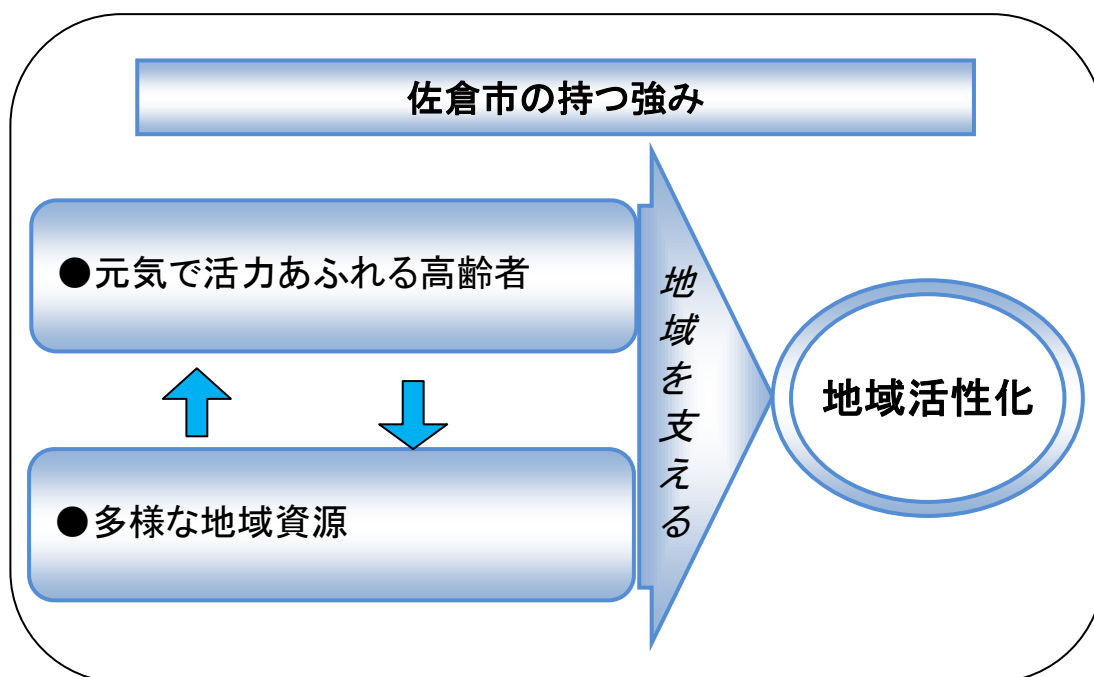 佐倉市の持つ強み
●元気で活力あふれる高齢者
●多様な地域資源
地域を支える
地域活性化